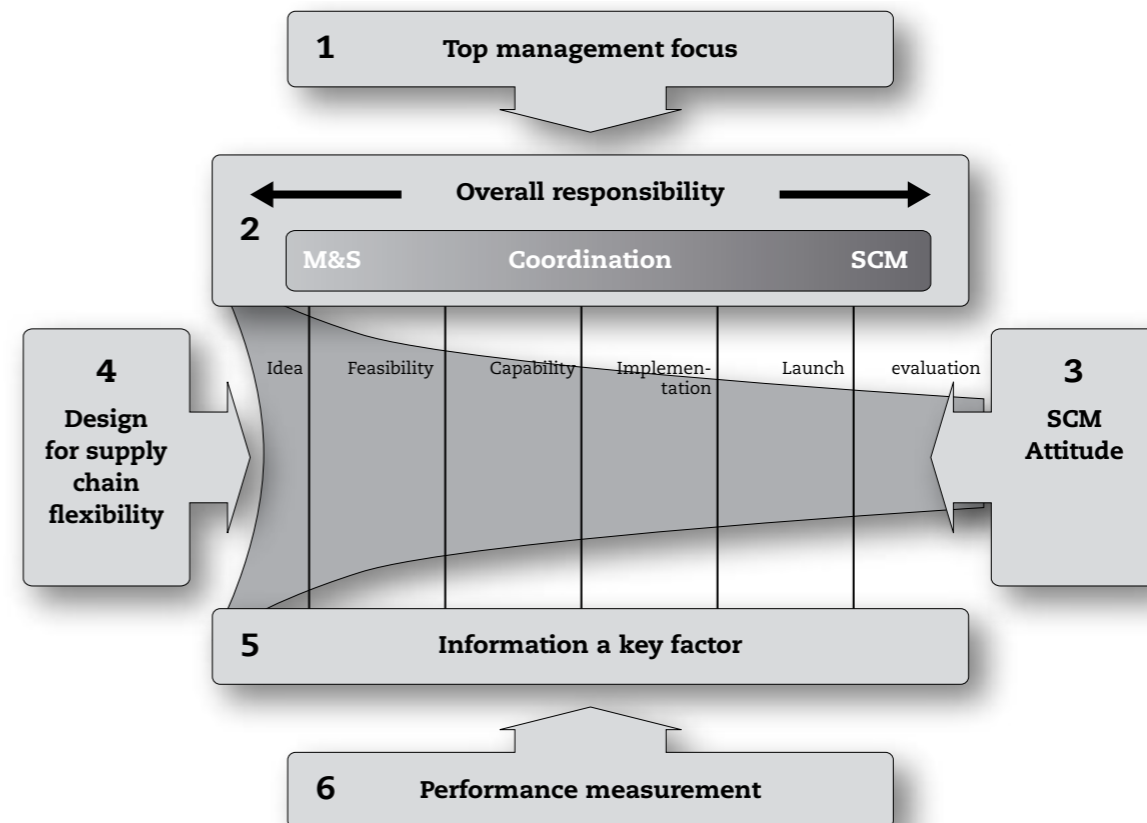 1 Top management focus
Overall responsibility
2
M&S Coordination SCM
Idea Feasibility Capability Implemen-
tation Launch evaluation
4
Design
for supply
chain
flexibility
3
SCM
Attitude
5 Information a key factor
6 Performance measurement